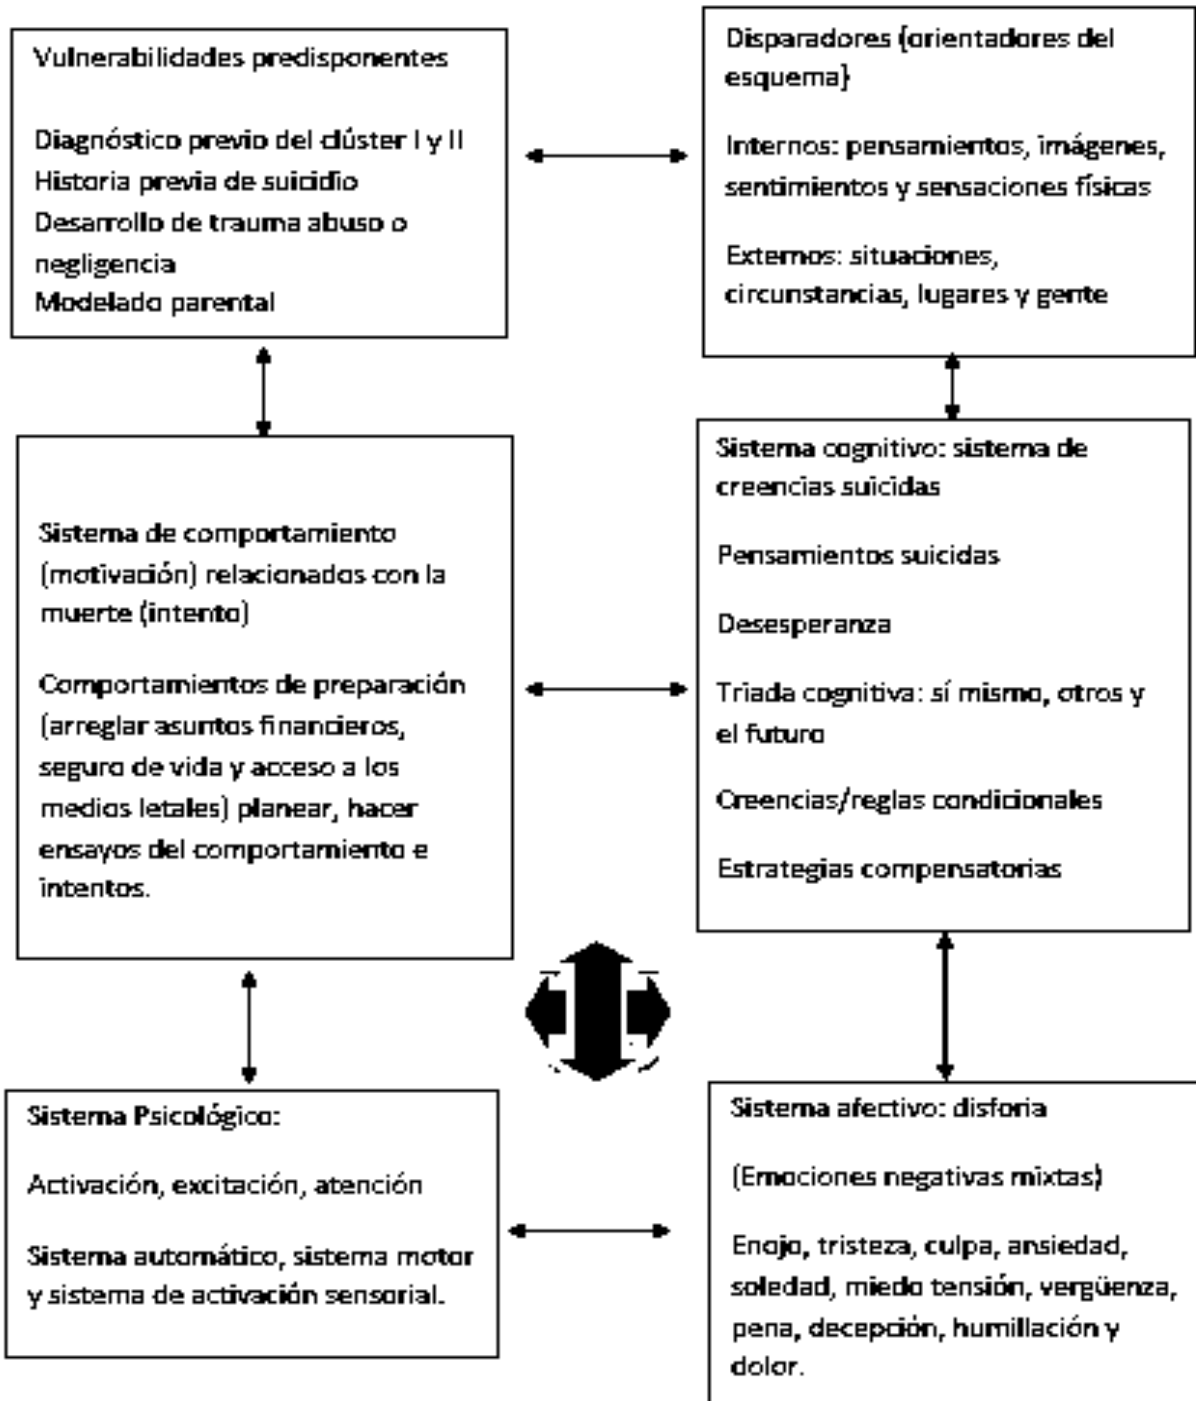 Vulnerabilidades predisponentes
Diagnóstico previo del clúster I y II
Historia previa de suicidio
Desarrollo de trauma abuso o
negligencia
Modelado parental
Disparadores (orientadores del
esquema)
Internos: pensamientos, imágenes,
sentimientos y sensaciones físicas
Externos: situaciones,
circunstancias, lugares y gente
Sistema de comportamiento
(motivación) relacionados con la
muerte (intento)
Comportamientos de preparación
(arreglar asuntos financieros,
seguro de vida y acceso a los
medios letales) planear, hacer
ensayos del comportamiento e
intentos.
Sistema cognitivo: sistema de
creencias suicidas
Pensamientos suicidas
Desesperanza
Triada cognitiva: sí mismo, otros y
el futuro
Creencias/reglas condicionales
Estrategias compensatorias
Sistema Psicológico:
Activación, excitación, atención
Sistema automático, sistema motor
y sistema de activación sensorial.
Sistema afectivo: disforia
(Emociones negativas mixtas)
Enojo, tristeza, culpa, ansiedad,
soledad, miedo tensión, vergüenza,
pena, decepción, humillación y
dolor.